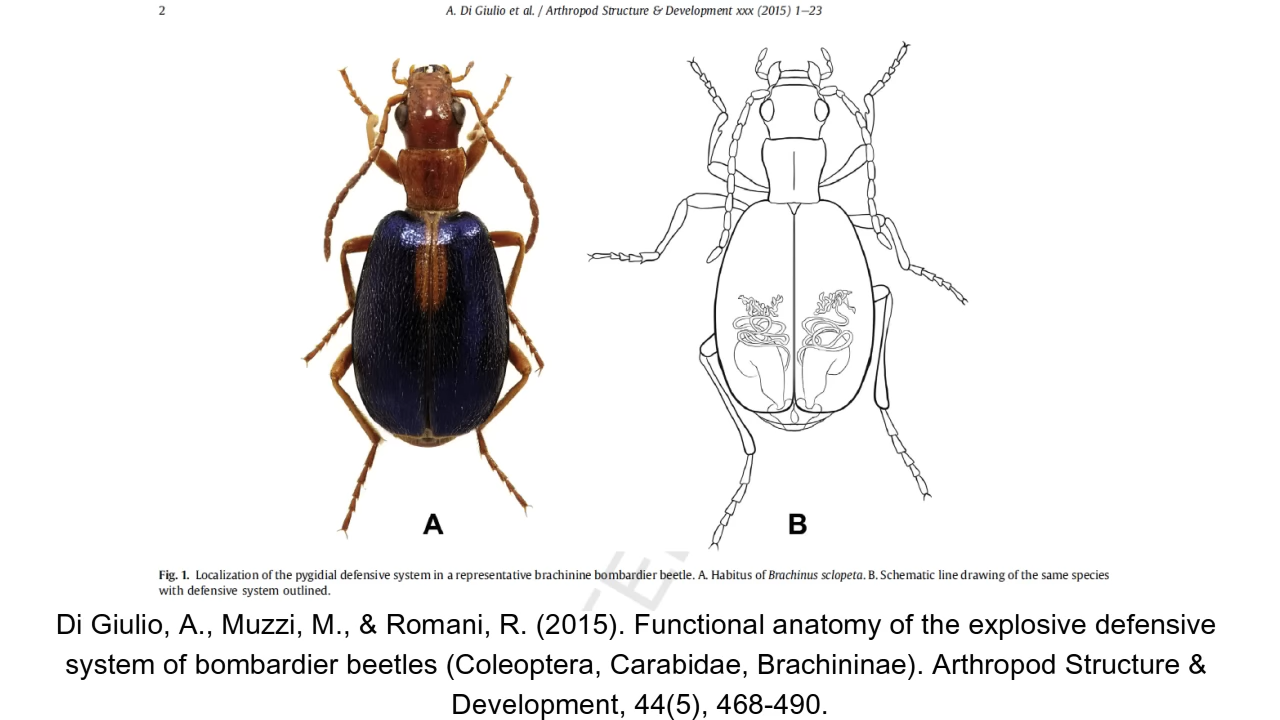 2
A. Di Giulio et al. / Arthropod Structure & Development xxx (2015) 1–23
A
B
Fig. 1. Localization of the pygidial defensive system in a representative brachinine bombardier beetle. A. Habitus of Brachinus sclopeta. B. Schematic line drawing of the same species
with defensive system outlined.
Di Giulio, A., Muzzi, M., & Romani, R. (2015). Functional anatomy of the explosive defensive
system of bombardier beetles (Coleoptera, Carabidae, Brachininae). Arthropod Structure &
Development, 44(5), 468-490.